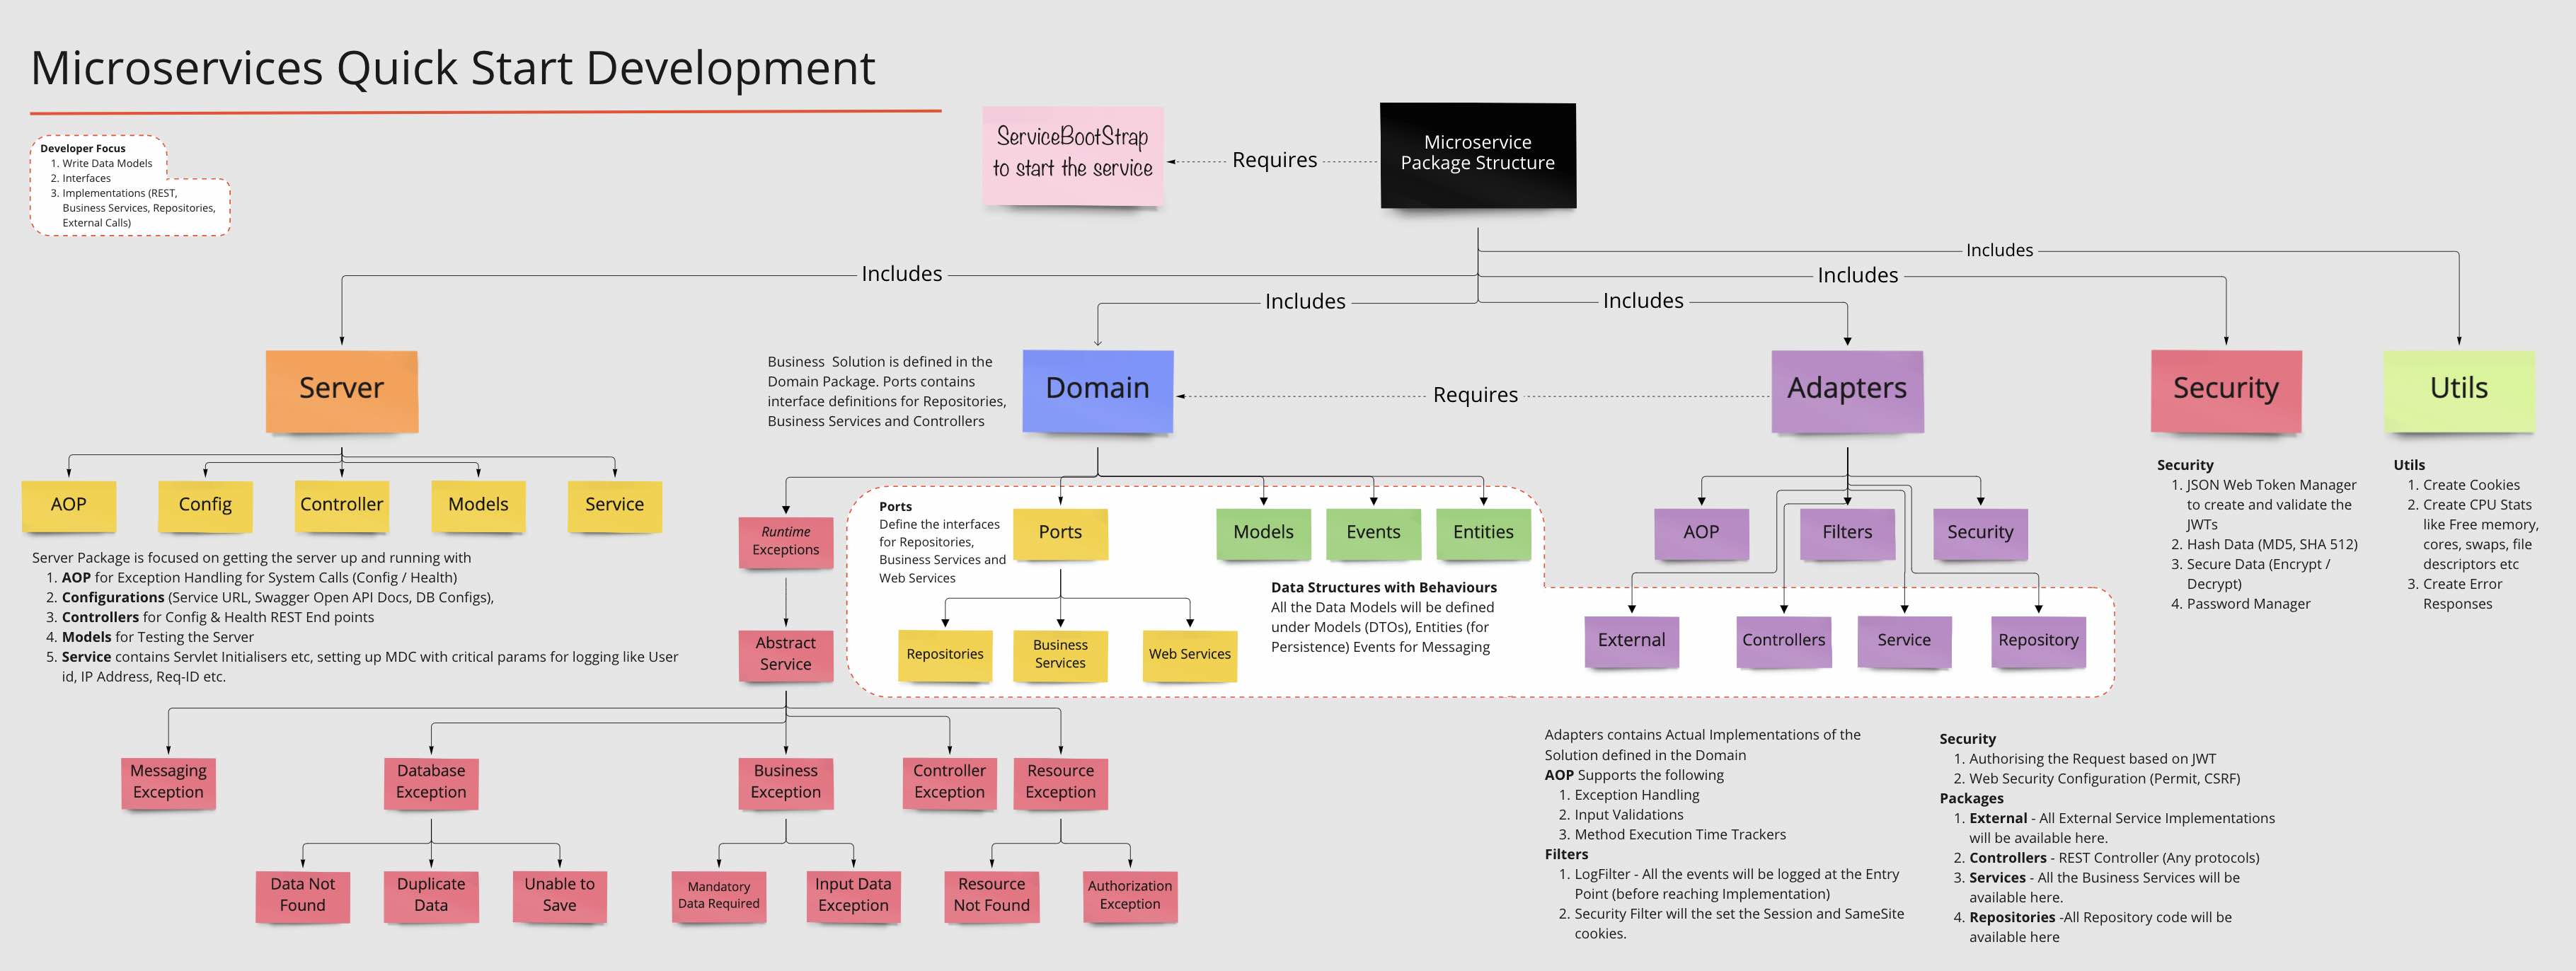 Microservices Quick Start Development
Developer Focus
1. Write Data Models
2. Interfaces
3. Implementations (REST,
Business Services, Repositories,
External Calls)
ServiceBootStrap
to start the service
Requires
Microservice
Package Structure
Includes
Includes
Includes
Includes
Includes
Server
Business  Solution is defined in the
Domain Package. Ports contains
interface definitions for Repositories,
Business Services and Controllers
Domain
Requires
Adapters
Security
Utils
AOP
Config
Controller
Models
Service
Server Package is focused on getting the server up and running with
1. AOP for Exception Handling for System Calls (Config / Health)
2. Configurations (Service URL, Swagger Open API Docs, DB Configs),
3. Controllers for Config & Health REST End points
4. Models for Testing the Server
5. Service contains Servlet Initialisers etc, setting up MDC with critical params for logging like User
id, IP Address, Req-ID etc.
Runtime
Exceptions
Abstract
Service
Ports
Define the interfaces
for Repositories,
Business Services and
Web Services
Ports
Models
Events
Entities
Repositories
Business
Services
Web Services
Data Structures with Behaviours
All the Data Models will be defined
under Models (DTOs), Entities (for
Persistence) Events for Messaging
AOP
Filters
Security
External
Controllers
Service
Repository
Security
1. JSON Web Token Manager
to create and validate the
JWTs
2. Hash Data (MD5, SHA 512)
3. Secure Data (Encrypt /
Decrypt)
4. Password Manager
Utils
1. Create Cookies
2. Create CPU Stats
like Free memory,
cores, swaps, file
descriptors etc
3. Create Error
Responses
Messaging
Exception
Database
Exception
Business
Exception
Controller
Exception
Resource
Exception
Data Not
Found
Duplicate
Data
Unable to
Save
Mandatory
Data Required
Input Data
Exception
Resource
Not Found
Authorization
Exception
Adapters contains Actual Implementations of the
Solution defined in the Domain
AOP Supports the following
1. Exception Handling
2. Input Validations
3. Method Execution Time Trackers
Filters
1. LogFilter - All the events will be logged at the Entry
Point (before reaching Implementation)
2. Security Filter will the set the Session and SameSite
cookies.
Security
1. Authorising the Request based on JWT
2. Web Security Configuration (Permit, CSRF)
Packages
1. External - All External Service Implementations
will be available here.
2. Controllers - REST Controller (Any protocols)
3. Services - All the Business Services will be
available here.
4. Repositories -All Repository code will be
available here